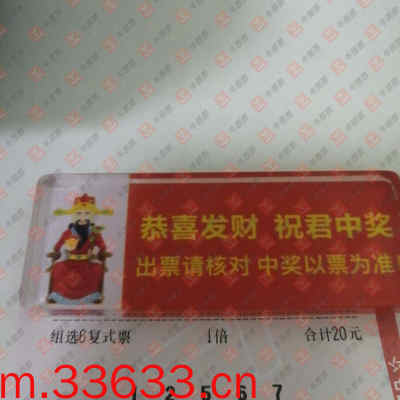 恭喜发财 祝君中奖
出票请核对 中奖以票为准
组选6复式票 1倍 合计20元
m.33633.cn
2 5 6 7